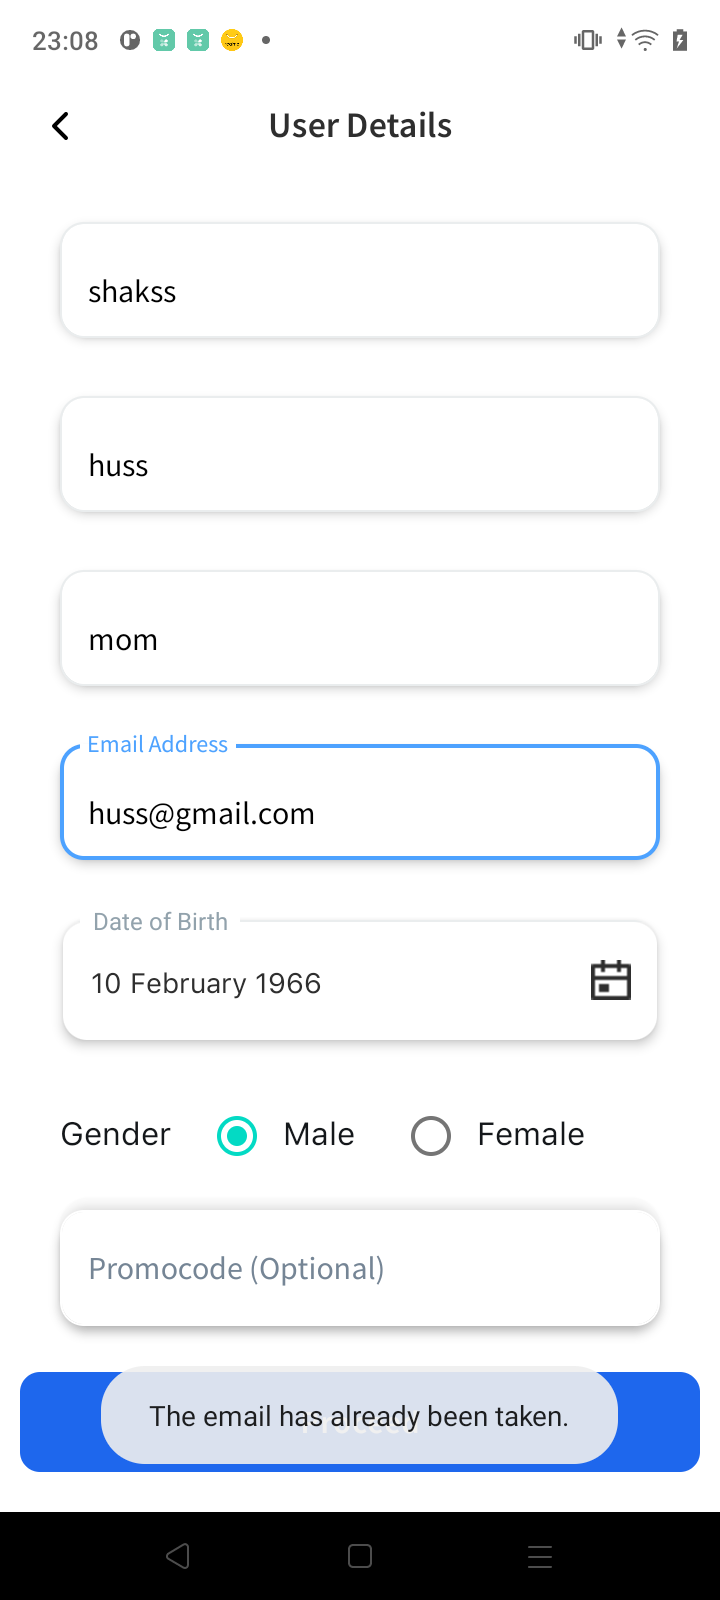 23:08
User Details
shakss
huss
mom
Email Address
huss@gmail.com
Date of Birth
10 February 1966
Gender Male Female
Promocode (Optional)
The email has already been taken.